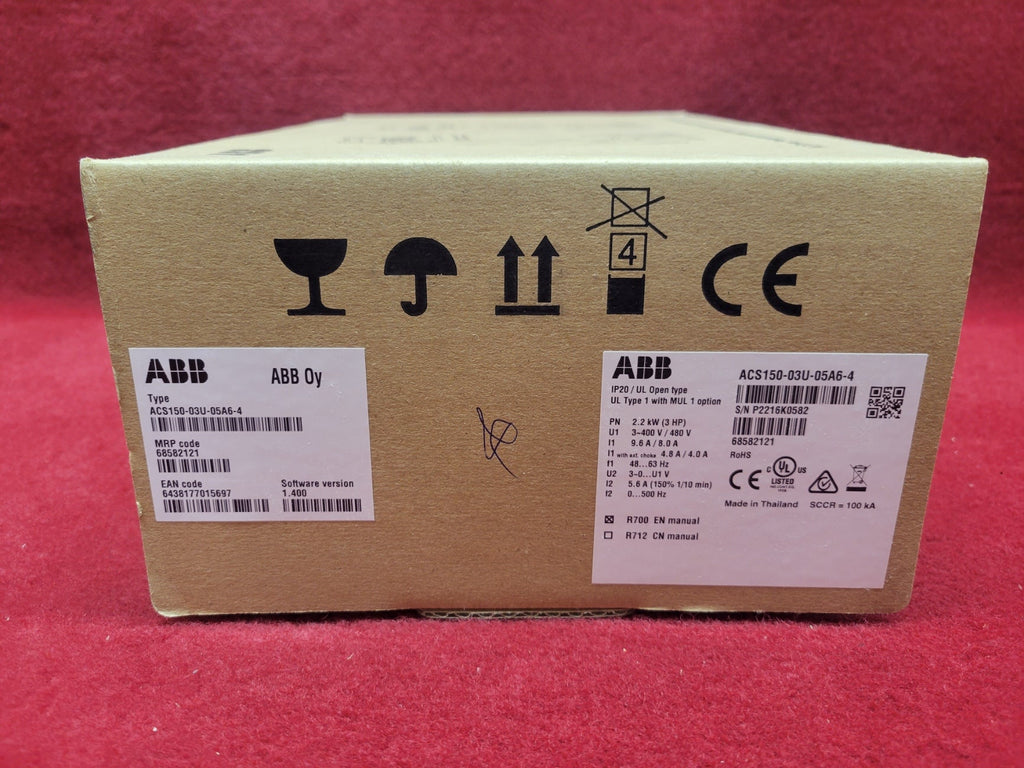 4
CE
ABB
ABB Oy
Type
ACS150-03U-05A6-4
MRP code
68582121
EAN code
6438177015697
Software version
1.400
ABB
ACS150-03U-05A6-4
IP20 / UL Open type
UL Type 1 with MUL 1 option
S/N P2216K0582
68582121
PN 2.2 kW (3 HP)
U1 3~400 V / 480 V
I1 9.6 A / 8.0 A
I1 with ext. choke 4.8 A / 4.0 A
f1 48...63 Hz
U2 3~0...U1 V
I2 5.6 A (150% 1/10 min)
f2 0...500 Hz
RoHS
CE
C UL US
LISTED
Made in Thailand SCCR = 100 kA
R700 EN manual
R712 CN manual